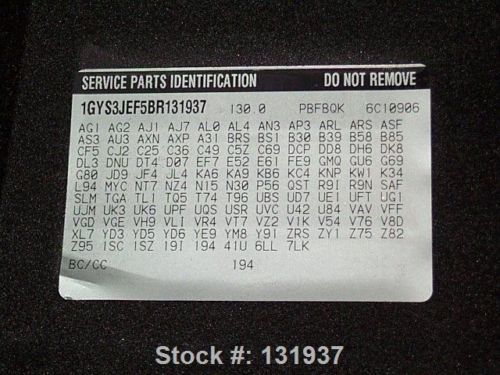 SERVICE PARTS IDENTIFICATION DO NOT REMOVE
1GYS3JEF5BR131937 130.0 PBFBQK 6C10906
AG1 AG2 AJ1 AJ7 AL0 AL4 AN3 AP3 ARL ARS ASF
AS3 AU3 AXN AXP A31 BRS BS1 B30 B39 B58 B85
CF5 CJ2 C25 C36 C49 C5Z C69 DCP DD8 DH6 DK8
DL3 DNU DT4 D07 EF7 E52 E61 FE9 GMQ GU6 G69
G80 JD9 JF4 JL4 KA6 KA9 KB6 KC4 KNP KW1 K34
L94 MYC NT7 NZ4 N15 N30 P56 QST R9I R9N SAF
SLM TGA TL1 TQ5 T74 T96 UBS UD7 UE1 UFT UG1
UJM UK3 UK6 UPF UQS USR UVC U42 U84 VAV VFF
VGD VGE VH9 VLI VR4 VT7 VZ2 V1K V54 V76 V8D
XL7 YD3 YD5 YD6 YE9 YM8 Y91 ZRS ZY1 Z75 Z82
Z95 1SC 1SZ 19I 194 41U 6LL 7LK
BC/CC 194
Stock #: 131937